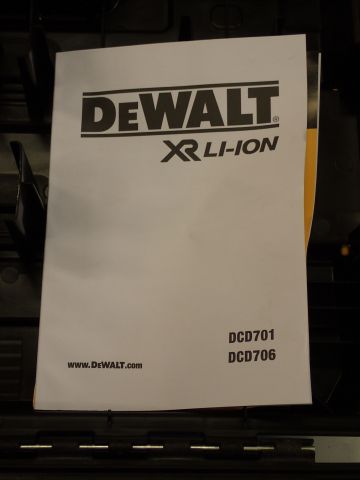 DEWALT®
XR LI-ION
DCD701
DCD706
www.DEWALT.com